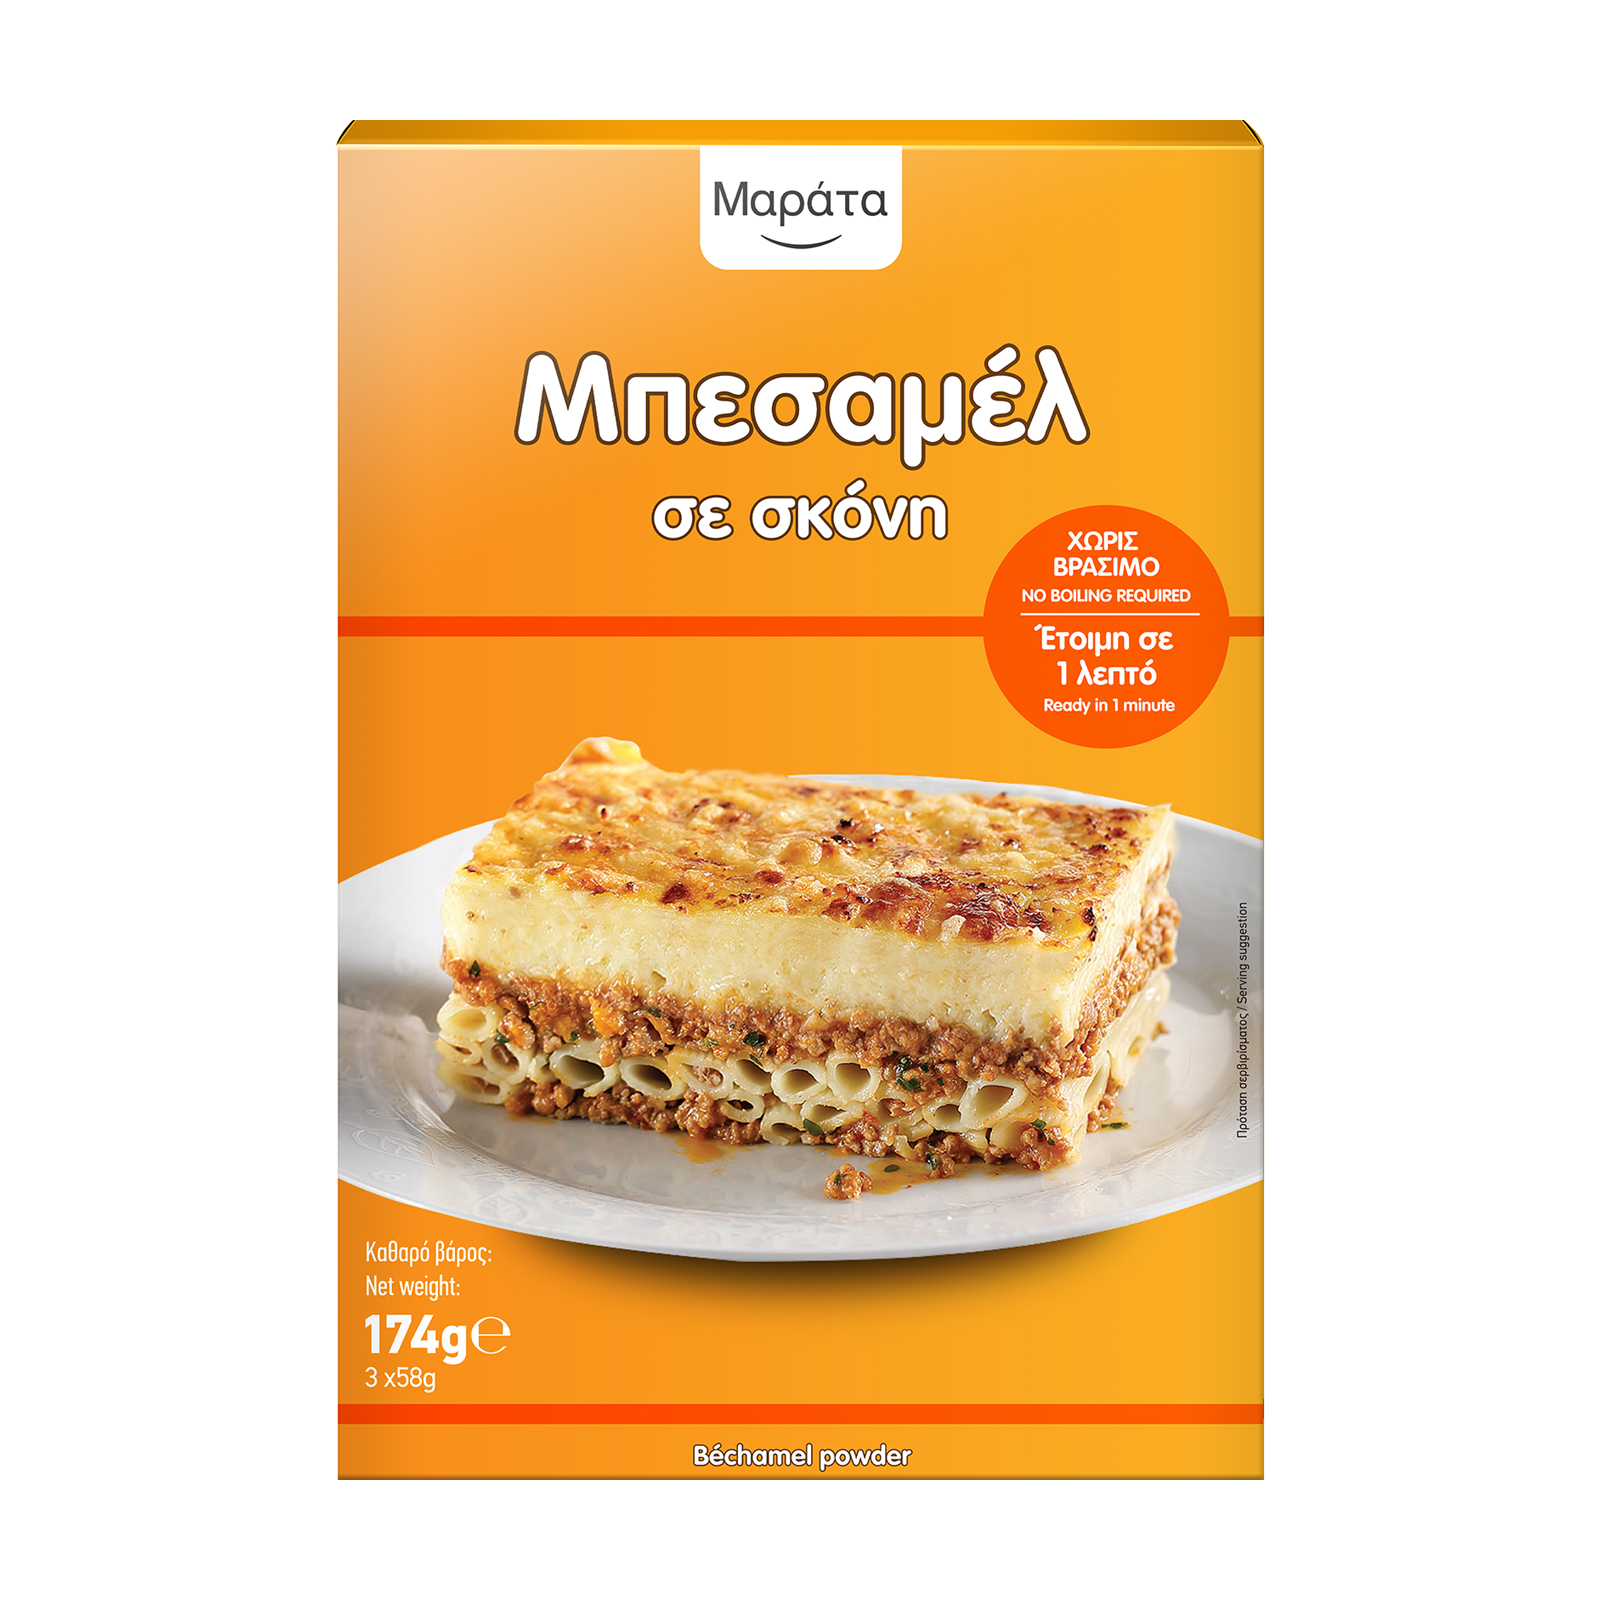 Μαράτα
Μπεσαμέλ
σε σκόνη
ΧΩΡΙΣ
ΒΡΑΣΙΜΟ
NO BOILING REQUIRED
Έτοιμη σε
1 λεπτό
Ready in 1 minute
Πρόταση σερβιρίσματος / Serving suggestion
Καθαρό βάρος:
Net weight:
174g℮
3 x58g
Béchamel powder